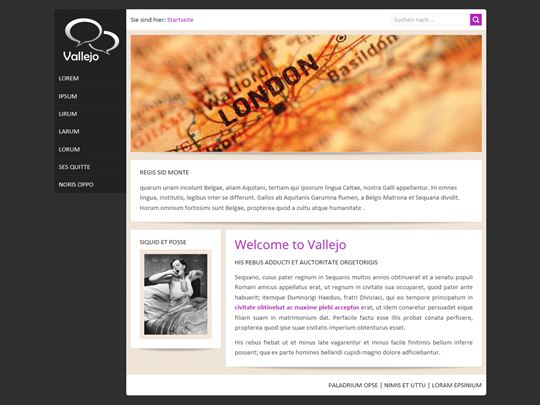 Vallejo
LOREM
IPSUM
LIRUM
LARUM
LORUM
SES QUITTE
NORIS OPPO
Sie sind hier: Startseite
Suchen nach ...
LONDON
Watford
Basildon
REGIS SID MONTE
quarum unam incolunt Belgae, aliam Aquitani, tertiam qui ipsorum lingua Celtae, nostra Galli appellantur. Hi omnes
lingua, institutis, legibus inter se differunt. Gallos ab Aquitanis Garumna flumen, a Belgis Matrona et Sequana dividit.
Horum omnium fortissimi sunt Belgae, propterea quod a cultu atque humanitate .
SIQUID ET POSSE
Welcome to Vallejo
HIS REBUS ADDUCTI ET AUCTORITATE ORGETORIGIS
Sequano, cuius pater regnum in Sequanis multos annos obtinuerat et a senatu populi
Romani amicus appellatus erat, ut regnum in civitate sua occuparet, quod pater ante
habuerit; itemque Dumnorigi Haeduo, fratri Diviciaci, qui eo tempore principatum in
civitate obtinebat ac maxime plebi acceptus erat, ut idem conaretur persuadet eique
filiam suam in matrimonium dat. Perfacile factu esse illis probat conata perficere,
propterea quod ipse suae civitatis imperium obtenturus esset.
His rebus fiebat ut et minus late vagarentur et minus facile finitimis bellum inferre
possent; qua ex parte homines bellandi cupidi magno dolore adficiebantur.
PALADRIUM OPSE | NIMIS ET UTTU | LORAM EPSINIUM